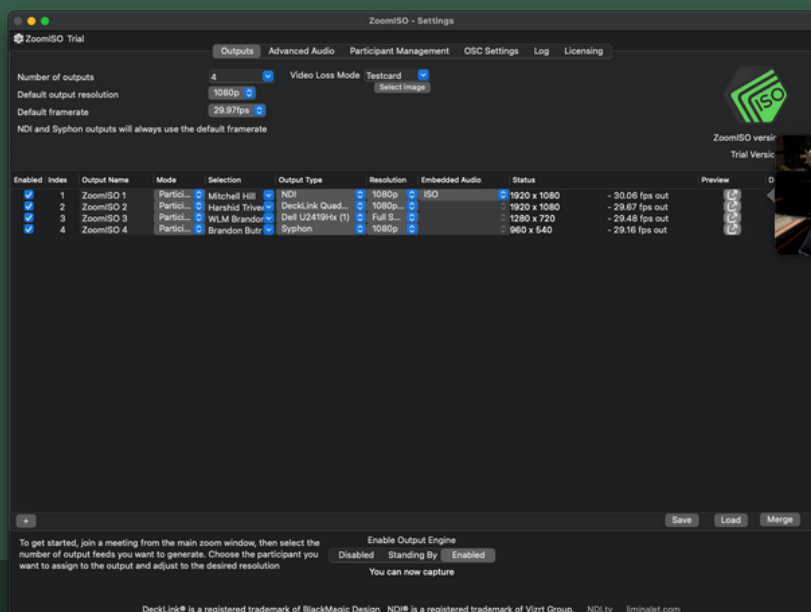 ZoomISO - Settings
ZoomISO Trial
Outputs Advanced Audio Participant Management OSC Settings Log Licensing
Number of outputs 4 Video Loss Mode Testcard
Select image
Default output resolution 1080p
Default framerate 29.97fps
NDI and Syphon outputs will always use the default framerate
ISO
ZoomISO versio
Trial Versio
Enabled Index Output Name Mode Selection Output Type Resolution Embedded Audio Status Preview D
1 ZoomISO 1 Partici... Mitchell Hill NDI 1080p ISO 1920 x 1080 - 30.06 fps out
2 ZoomISO 2 Partici... Harshid Trived DeckLink Quad... 1080p... 1920 x 1080 - 29.67 fps out
3 ZoomISO 3 Partici... WLM Brandon Dell U2419Hx (1) Full S... 1280 x 720 - 29.48 fps out
4 ZoomISO 4 Partici... Brandon Butr Syphon 1080p 960 x 540 - 29.16 fps out
+ Save Load Merge
To get started, join a meeting from the main zoom window, then select the
number of output feeds you want to generate. Choose the participant you
want to assign to the output and adjust to the desired resolution
Enable Output Engine
Disabled Standing By Enabled
You can now capture
DeckLink® is a registered trademark of BlackMagic Design NDI® is a registered trademark of Vizrt Group. NDI.tv liminalet.com